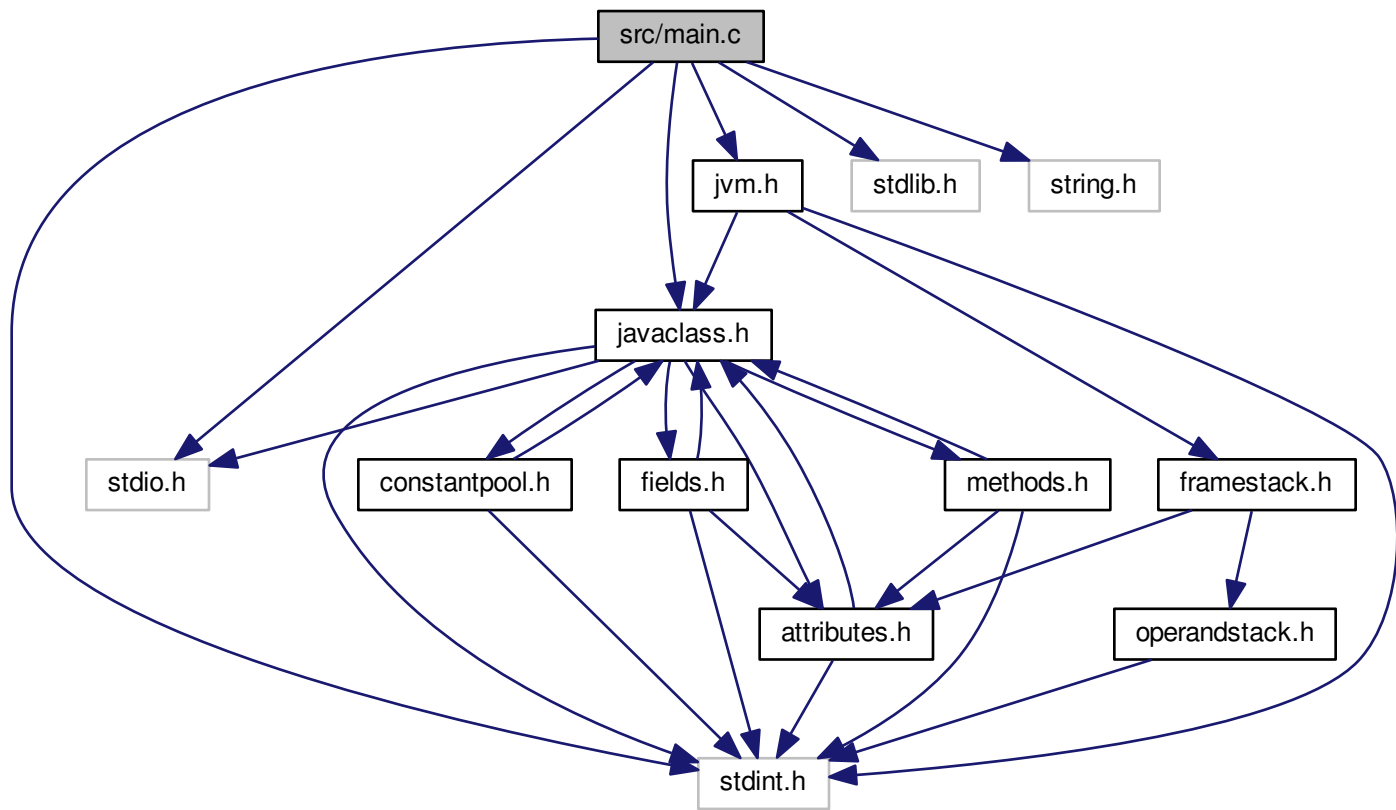 src/main.c
jvm.h
stdlib.h
string.h
javaclass.h
stdio.h
constantpool.h
fields.h
methods.h
framestack.h
attributes.h
operandstack.h
stdint.h